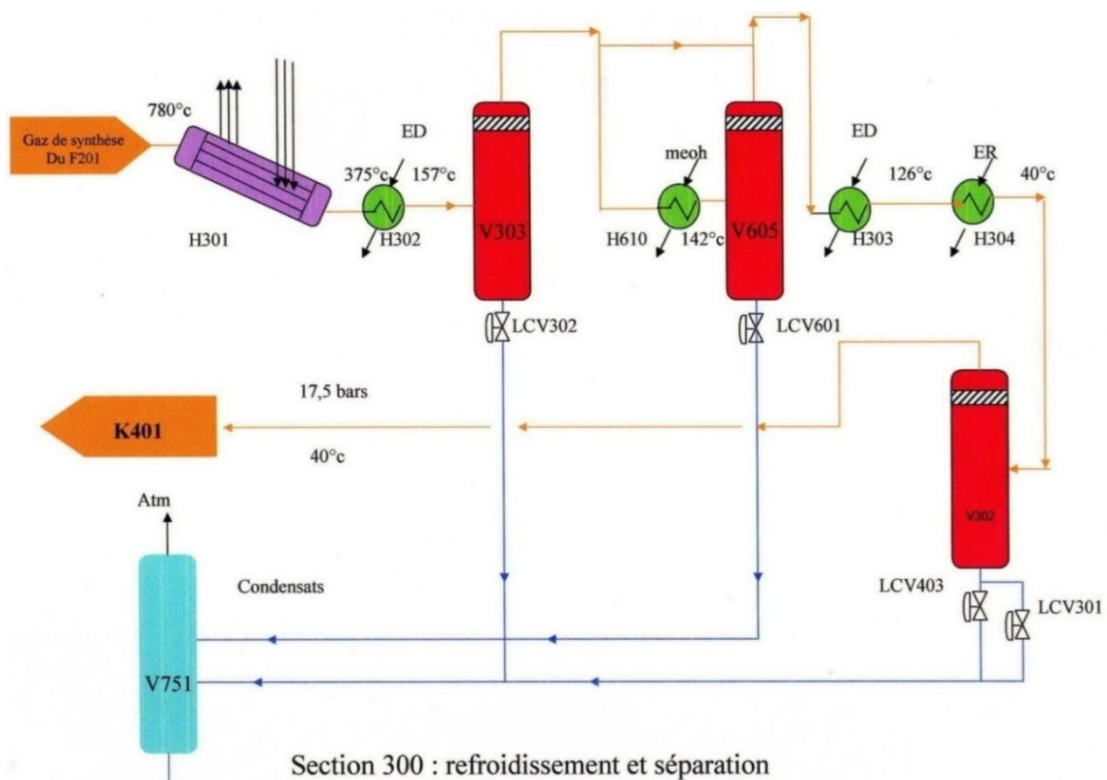 780°c
Gaz de synthèse
Du F201
H301
375°c
ED
157°c
H302
V303
LCV302
meoh
H610
142°c
V605
LCV601
ED
126°c
H303
ER
40°c
H304
17,5 bars
K401
40°c
V302
LCV403
LCV301
Atm
Condensats
V751
Section 300 : refroidissement et séparation